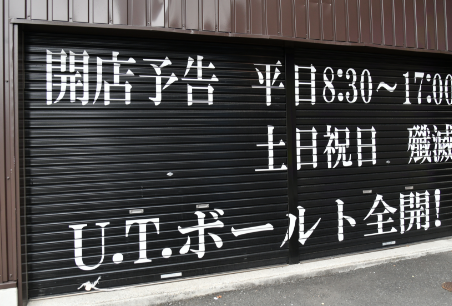 開店予告 平日8:30～17:00
土日祝日 殲滅
U.T.ボールト全開!